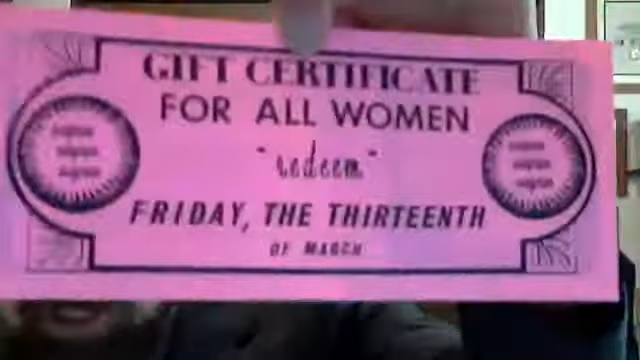 GIFT CERTIFICATE
FOR ALL WOMEN
"redeem"
FRIDAY, THE THIRTEENTH
OF MARCH